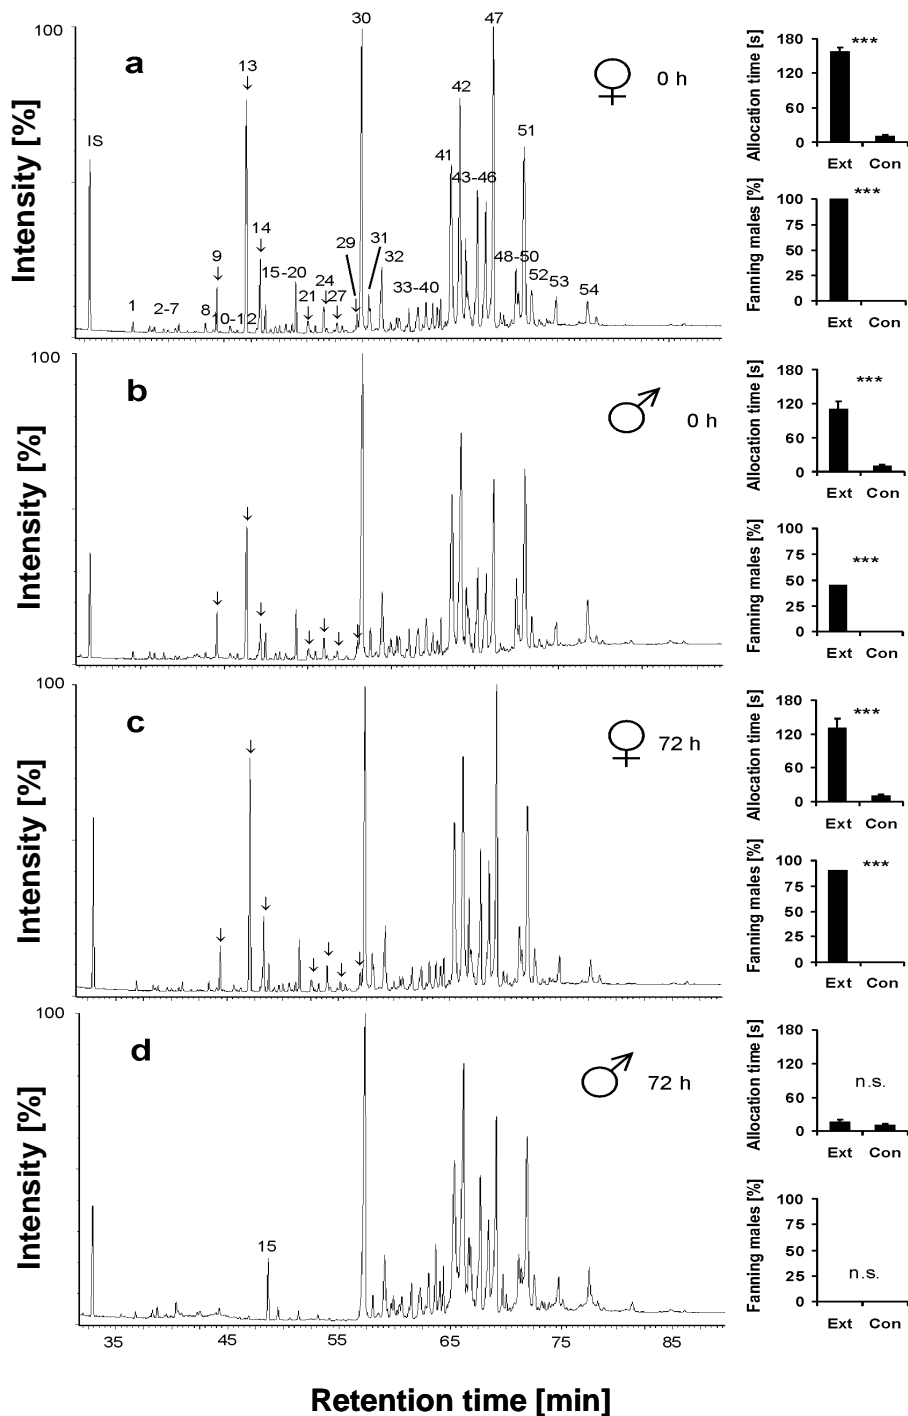 30
47
100
a
13
0 h
42
IS
51
41
43-46
Intensity [%]
14
31
9
29
32
15-20
48-50
24
33-40
52
53
54
1
2-7
8
21
27
10-12
Allocation time [s]
180
120
60
0
***
Ext Con
Fanning males [%]
100
75
50
25
0
***
Ext Con
100
b
0 h
Intensity [%]
Allocation time [s]
180
120
60
0
***
Ext Con
Fanning males [%]
100
75
50
25
0
***
Ext Con
100
c
72 h
Intensity [%]
Allocation time [s]
180
120
60
0
***
Ext Con
Fanning males [%]
100
75
50
25
0
***
Ext Con
100
d
72 h
Intensity [%]
15
Allocation time [s]
180
120
60
0
n.s.
Ext Con
Fanning males [%]
100
75
50
25
0
n.s.
Ext Con
35 45 55 65 75 85
Retention time [min]